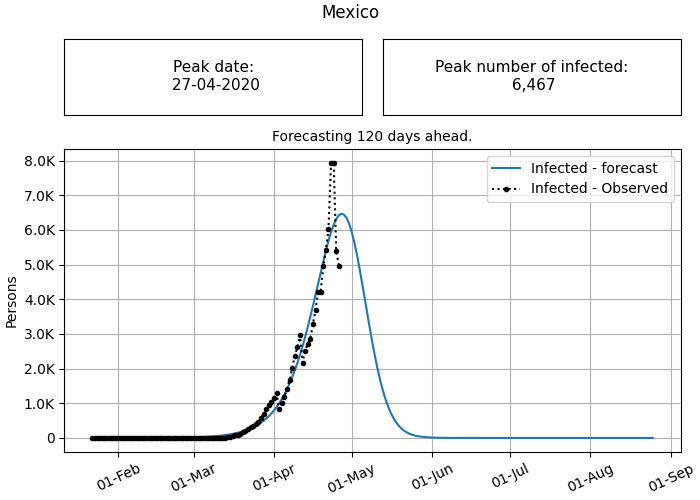 Mexico
Peak date:
27-04-2020
Peak number of infected:
6,467
Forecasting 120 days ahead.
Infected - forecast
Infected - Observed
8.0K
7.0K
6.0K
5.0K
4.0K
3.0K
2.0K
1.0K
0
Persons
01-Feb
01-Mar
01-Apr
01-May
01-Jun
01-Jul
01-Aug
01-Sep